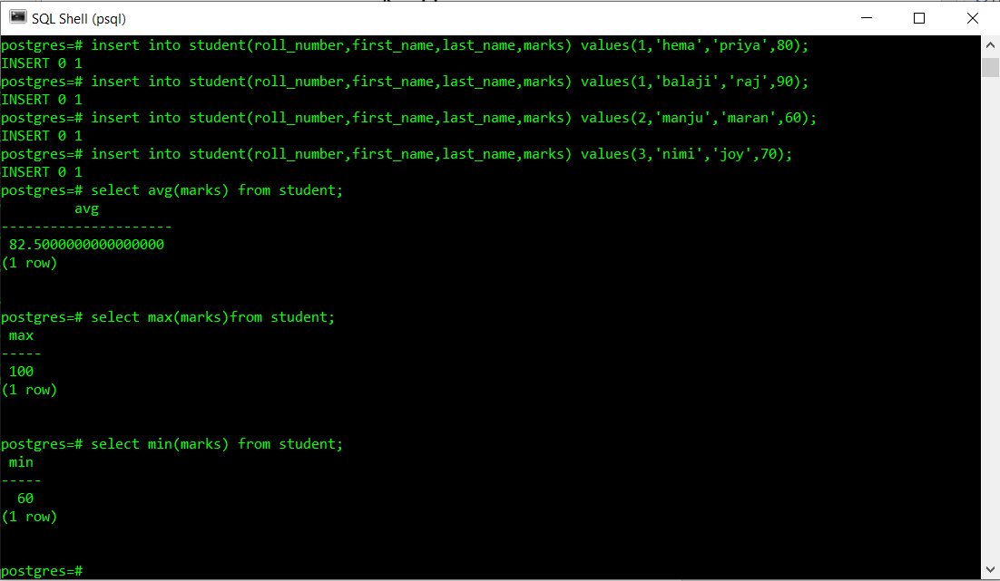 SQL Shell (psql)
postgres=# insert into student(roll_number,first_name,last_name,marks) values(1,'hema','priya',80);
INSERT 0 1
postgres=# insert into student(roll_number,first_name,last_name,marks) values(1,'balaji','raj',90);
INSERT 0 1
postgres=# insert into student(roll_number,first_name,last_name,marks) values(2,'manju','maran',60);
INSERT 0 1
postgres=# insert into student(roll_number,first_name,last_name,marks) values(3,'nimi','joy',70);
INSERT 0 1
postgres=# select avg(marks) from student;
         avg
---------------------
 82.5000000000000000
(1 row)
postgres=# select max(marks)from student;
 max
-----
 100
(1 row)
postgres=# select min(marks) from student;
 min
-----
  60
(1 row)
postgres=#